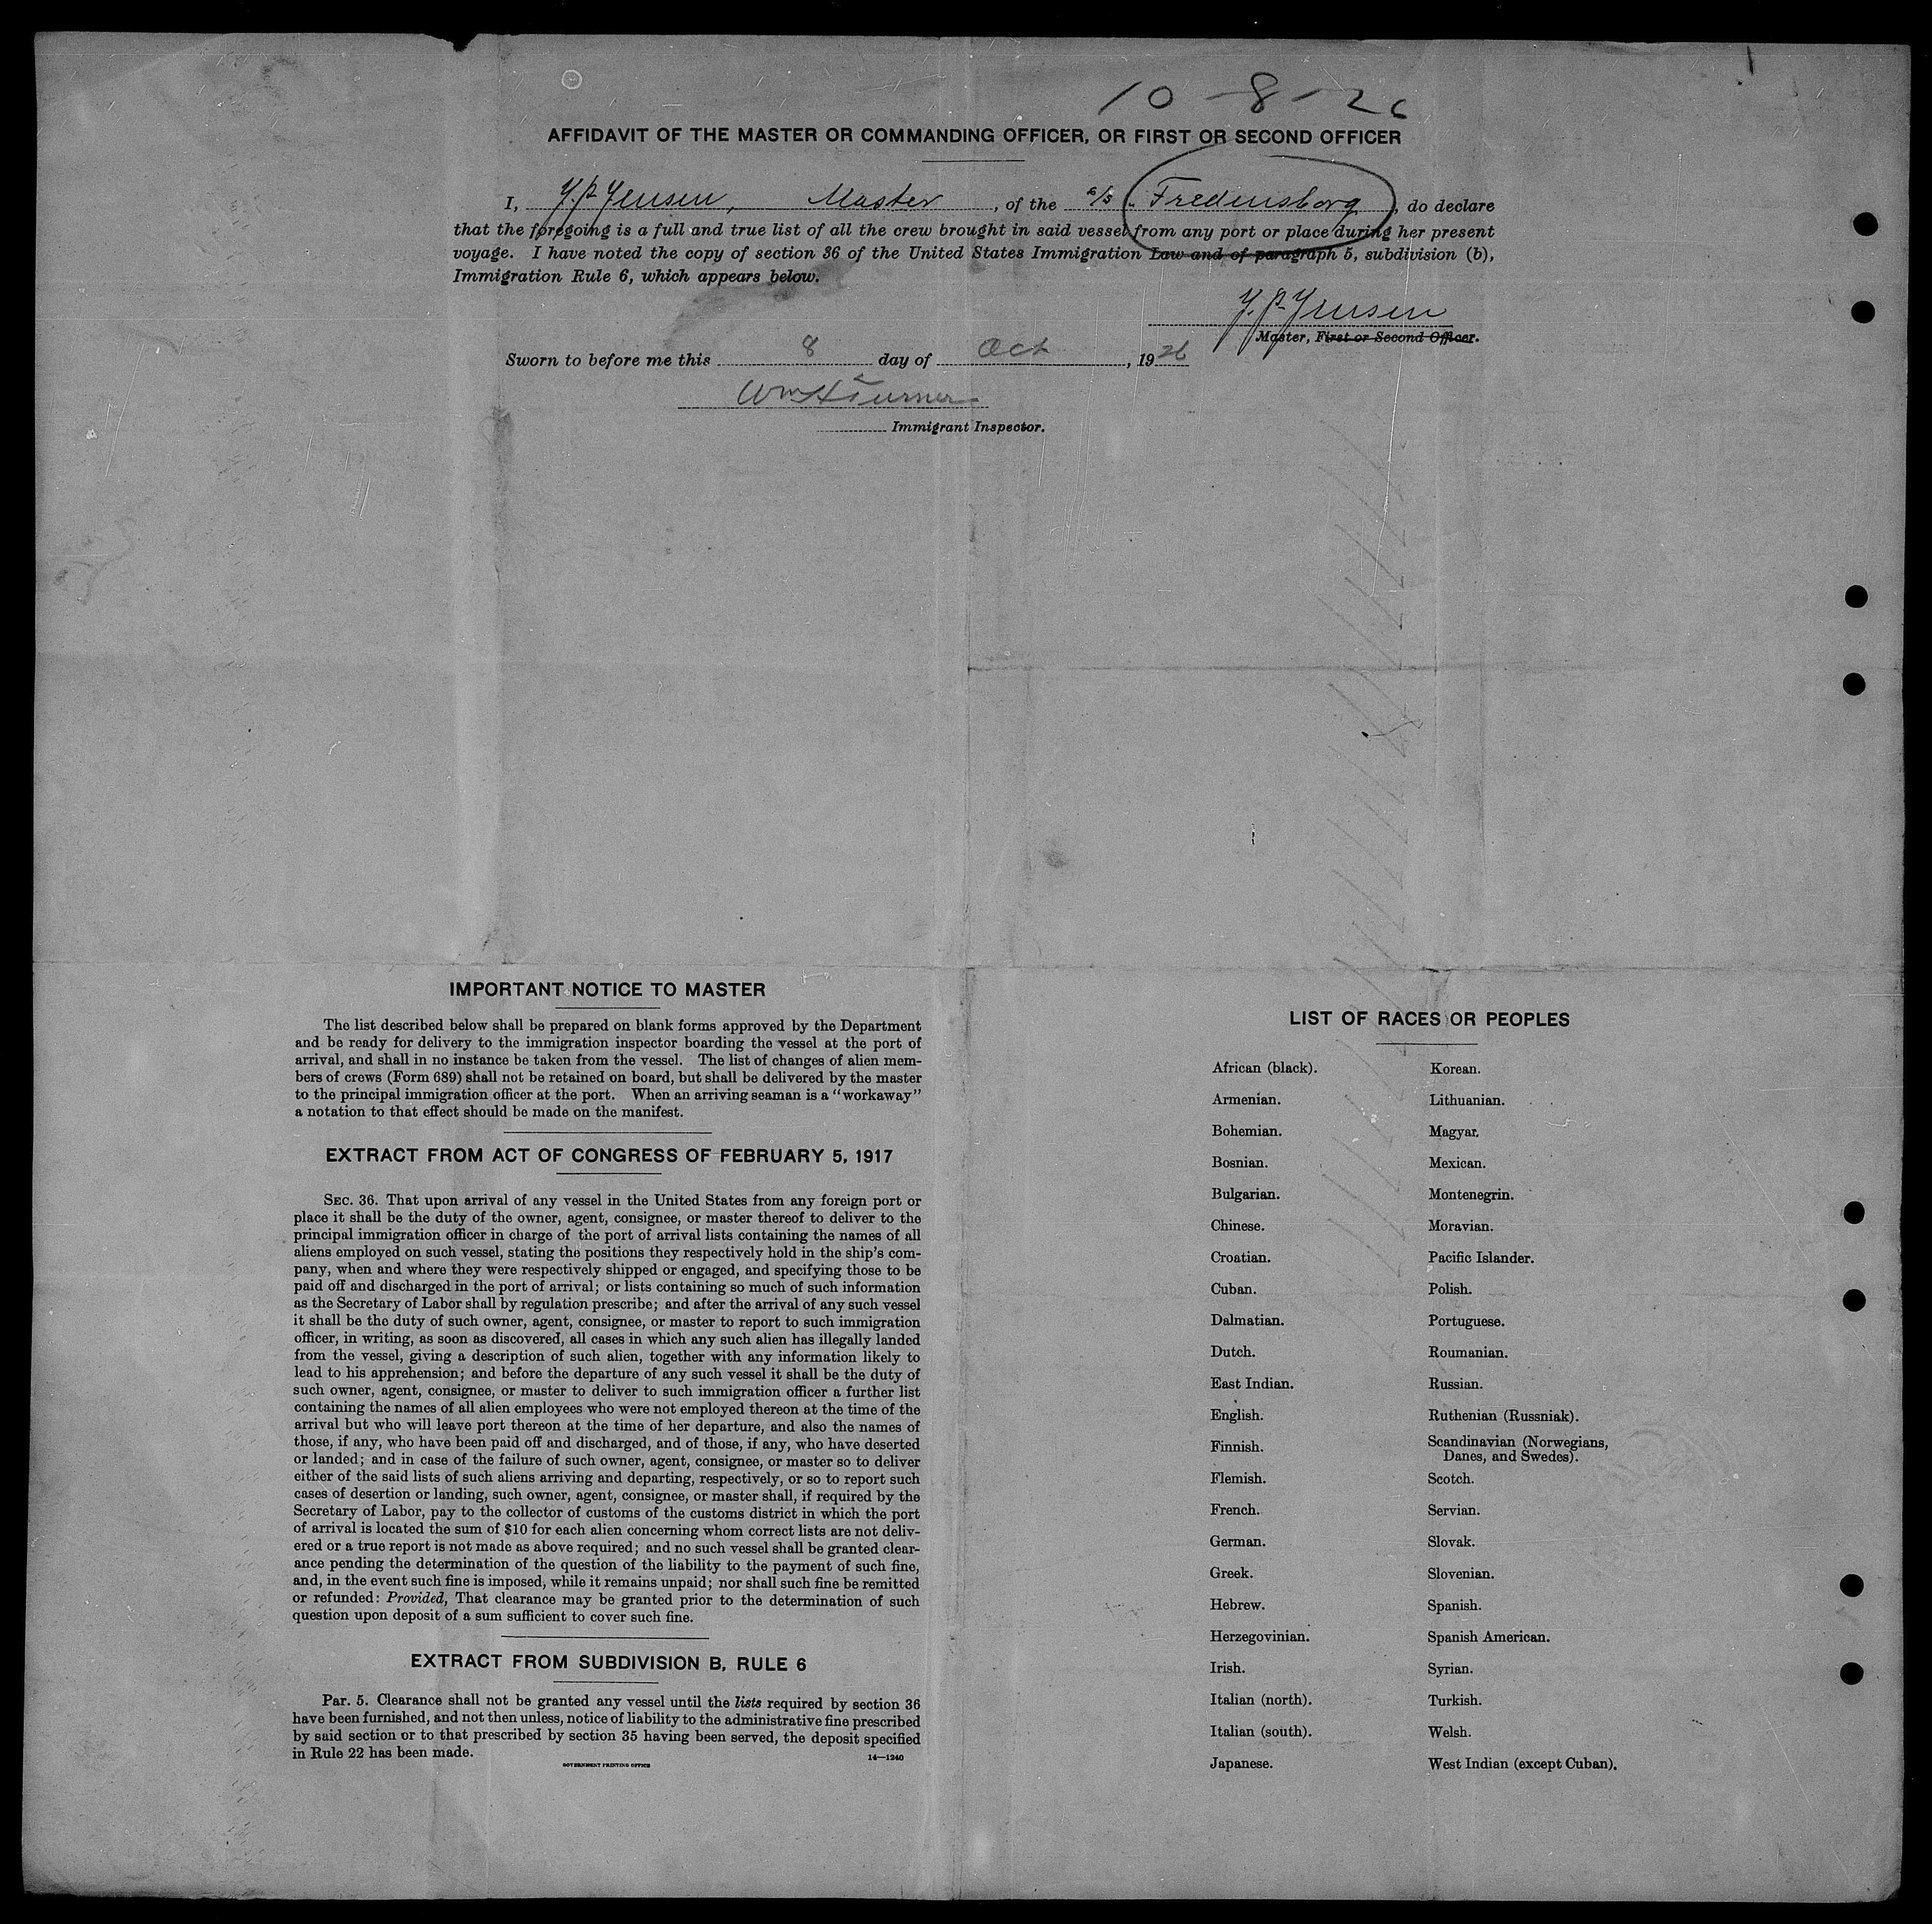 10-8-26
AFFIDAVIT OF THE MASTER OR COMMANDING OFFICER, OR FIRST OR SECOND OFFICER
I, J. P. Jensen, Master, of the s/s "Fredensborg, do declare
that the foregoing is a full and true list of all the crew brought in said vessel from any port or place during her present
voyage. I have noted the copy of section 36 of the United States Immigration Law and of paragraph 5, subdivision (b),
Immigration Rule 6, which appears below.
J. P. Jensen
Master, First or Second Officer.
Sworn to before me this 8 day of Oct, 1926
Wm H Turner
Immigrant Inspector.
IMPORTANT NOTICE TO MASTER
The list described below shall be prepared on blank forms approved by the Department
and be ready for delivery to the immigration inspector boarding the vessel at the port of
arrival, and shall in no instance be taken from the vessel. The list of changes of alien mem-
bers of crews (Form 689) shall not be retained on board, but shall be delivered by the master
to the principal immigration officer at the port. When an arriving seaman is a "workaway"
a notation to that effect should be made on the manifest.
EXTRACT FROM ACT OF CONGRESS OF FEBRUARY 5, 1917
SEC. 36. That upon arrival of any vessel in the United States from any foreign port or
place it shall be the duty of the owner, agent, consignee, or master thereof to deliver to the
principal immigration officer in charge of the port of arrival lists containing the names of all
aliens employed on such vessel, stating the positions they respectively hold in the ship's com-
pany, when and where they were respectively shipped or engaged, and specifying those to be
paid off and discharged in the port of arrival; or lists containing so much of such information
as the Secretary of Labor shall by regulation prescribe; and after the arrival of any such vessel
it shall be the duty of such owner, agent, consignee, or master to report to such immigration
officer, in writing, as soon as discovered, all cases in which any such alien has illegally landed
from the vessel, giving a description of such alien, together with any information likely to
lead to his apprehension; and before the departure of any such vessel it shall be the duty of
such owner, agent, consignee, or master to deliver to such immigration officer a further list
containing the names of all alien employees who were not employed thereon at the time of the
arrival but who will leave port thereon at the time of her departure, and also the names of
those, if any, who have been paid off and discharged, and of those, if any, who have deserted
or landed; and in case of the failure of such owner, agent, consignee, or master so to deliver
either of the said lists of such aliens arriving and departing, respectively, or so to report such
cases of desertion or landing, such owner, agent, consignee, or master shall, if required by the
Secretary of Labor, pay to the collector of customs of the customs district in which the port
of arrival is located the sum of $10 for each alien concerning whom correct lists are not deliv-
ered or a true report is not made as above required; and no such vessel shall be granted clear-
ance pending the determination of the question of the liability to the payment of such fine,
and, in the event such fine is imposed, while it remains unpaid; nor shall such fine be remitted
or refunded: Provided, That clearance may be granted prior to the determination of such
question upon deposit of a sum sufficient to cover such fine.
EXTRACT FROM SUBDIVISION B, RULE 6
Par. 5. Clearance shall not be granted any vessel until the lists required by section 36
have been furnished, and not then unless, notice of liability to the administrative fine prescribed
by said section or to that prescribed by section 35 having been served, the deposit specified
in Rule 22 has been made.
14—1240
GOVERNMENT PRINTING OFFICE
LIST OF RACES OR PEOPLES
African (black).
Armenian.
Bohemian.
Bosnian.
Bulgarian.
Chinese.
Croatian.
Cuban.
Dalmatian.
Dutch.
East Indian.
English.
Finnish.
Flemish.
French.
German.
Greek.
Hebrew.
Herzegovinian.
Irish.
Italian (north).
Italian (south).
Japanese.
Korean.
Lithuanian.
Magyar.
Mexican.
Montenegrin.
Moravian.
Pacific Islander.
Polish.
Portuguese.
Roumanian.
Russian.
Ruthenian (Russniak).
Scandinavian (Norwegians,
Danes, and Swedes).
Scotch.
Servian.
Slovak.
Slovenian.
Spanish.
Spanish American.
Syrian.
Turkish.
Welsh.
West Indian (except Cuban).